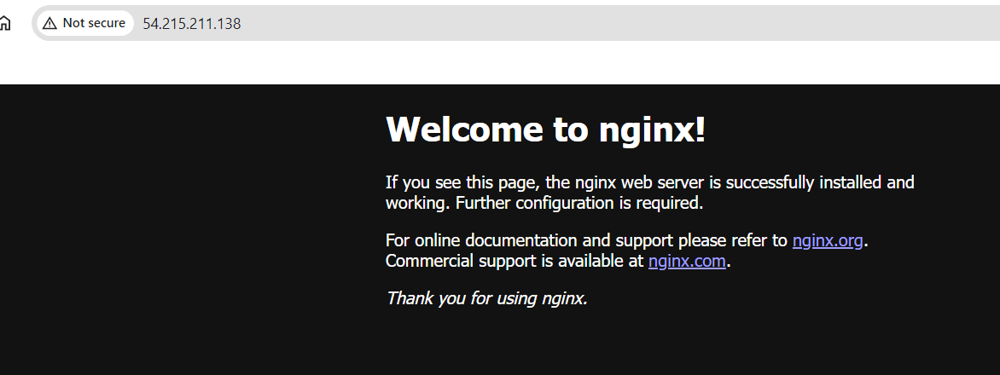 Not secure 54.215.211.138
Welcome to nginx!
If you see this page, the nginx web server is successfully installed and
working. Further configuration is required.
For online documentation and support please refer to nginx.org.
Commercial support is available at nginx.com.
Thank you for using nginx.